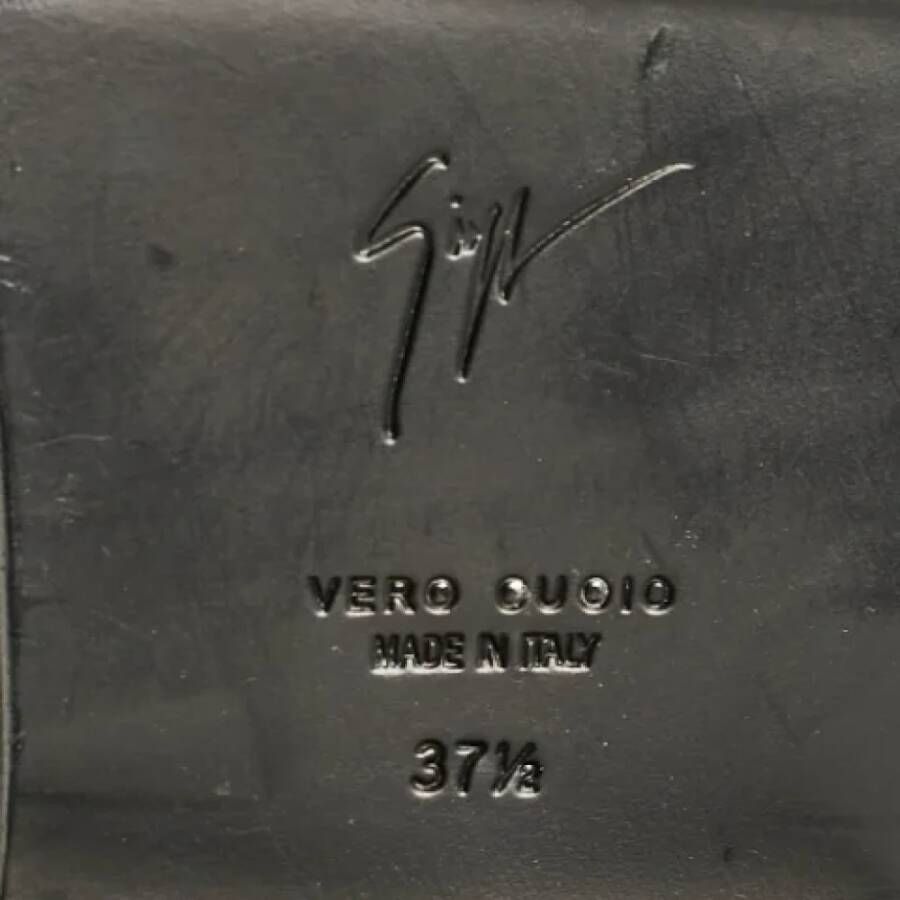 VERO CUOIO
MADE IN ITALY
37½